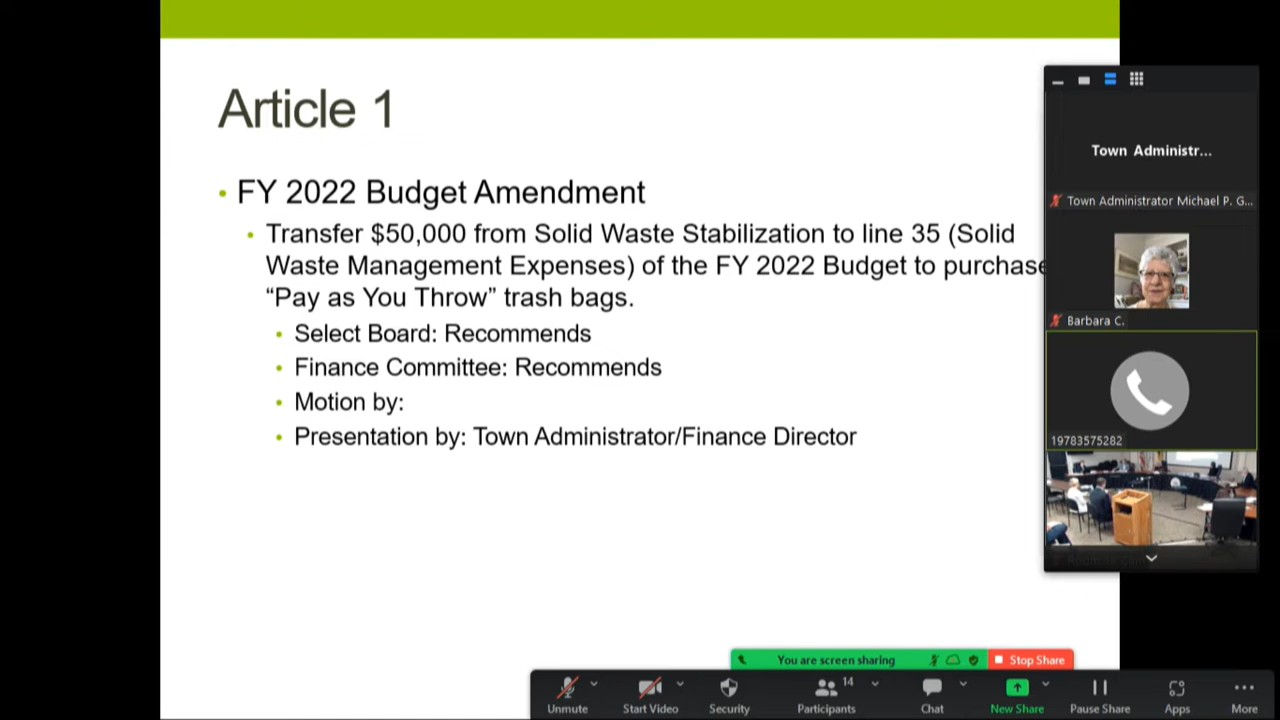 Article 1
• FY 2022 Budget Amendment
• Transfer $50,000 from Solid Waste Stabilization to line 35 (Solid
Waste Management Expenses) of the FY 2022 Budget to purchase
“Pay as You Throw” trash bags.
• Select Board: Recommends
• Finance Committee: Recommends
• Motion by:
• Presentation by: Town Administrator/Finance Director
Town Administr...
Town Administrator Michael P. G...
Barbara C.
19783575282
You are screen sharing
Stop Share
Unmute
Start Video
Security
14
Participants
Chat
New Share
Pause Share
Apps
More